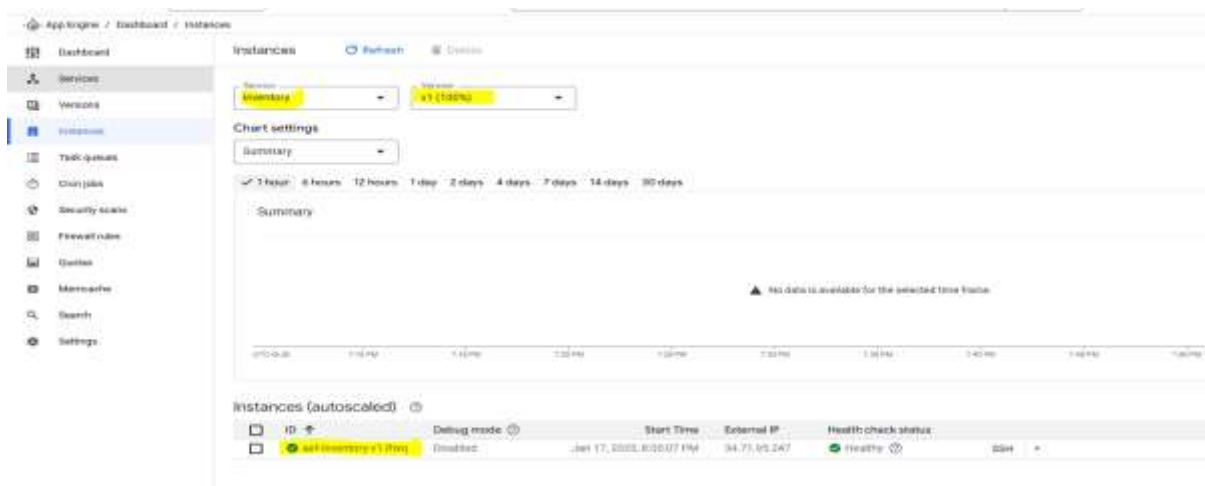 App Engine / Dashboard / Instances
Dashboard
Services
Versions
Instances
Task queues
Cron jobs
Security scans
Firewall rules
Quotas
Memcache
Search
Settings
Instances Refresh Delete
Service Version
inventory v1 (100%)
Chart settings
Summary
1 hour 6 hours 12 hours 1 day 2 days 4 days 7 days 14 days 30 days
Summary
No data is available for the selected time frame
7:40 PM
Instances (autoscaled)
ID Debug mode Start Time External IP Health check status
Disabled Healthy SSH